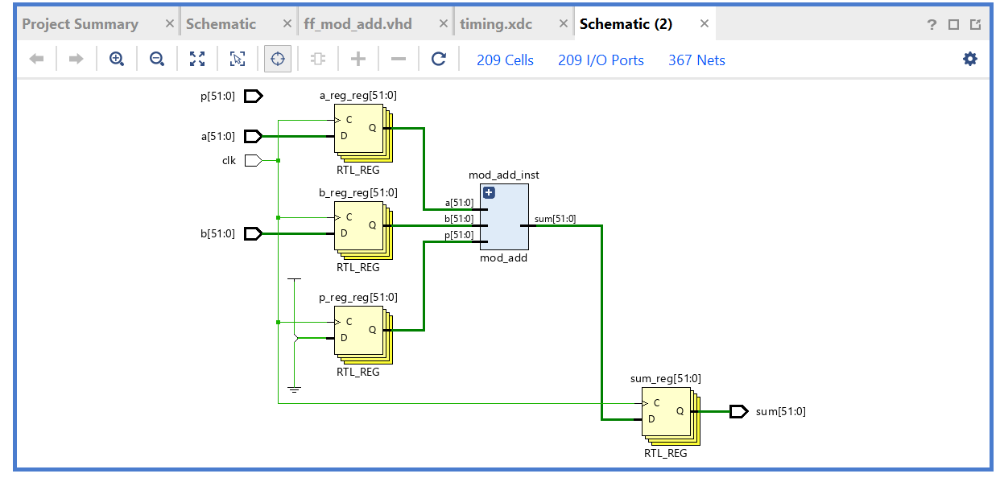 Project Summary × Schematic × ff_mod_add.vhd × timing.xdc × Schematic (2) × ?
209 Cells 209 I/O Ports 367 Nets
p[51:0] a_reg_reg[51:0]
C Q
a[51:0] D
clk
RTL_REG
mod_add_inst
b_reg_reg[51:0]
a[51:0]
C Q b[51:0] sum[51:0]
b[51:0] D p[51:0]
mod_add
RTL_REG
p_reg_reg[51:0]
C Q
D
RTL_REG
sum_reg[51:0]
C Q sum[51:0]
D
RTL_REG